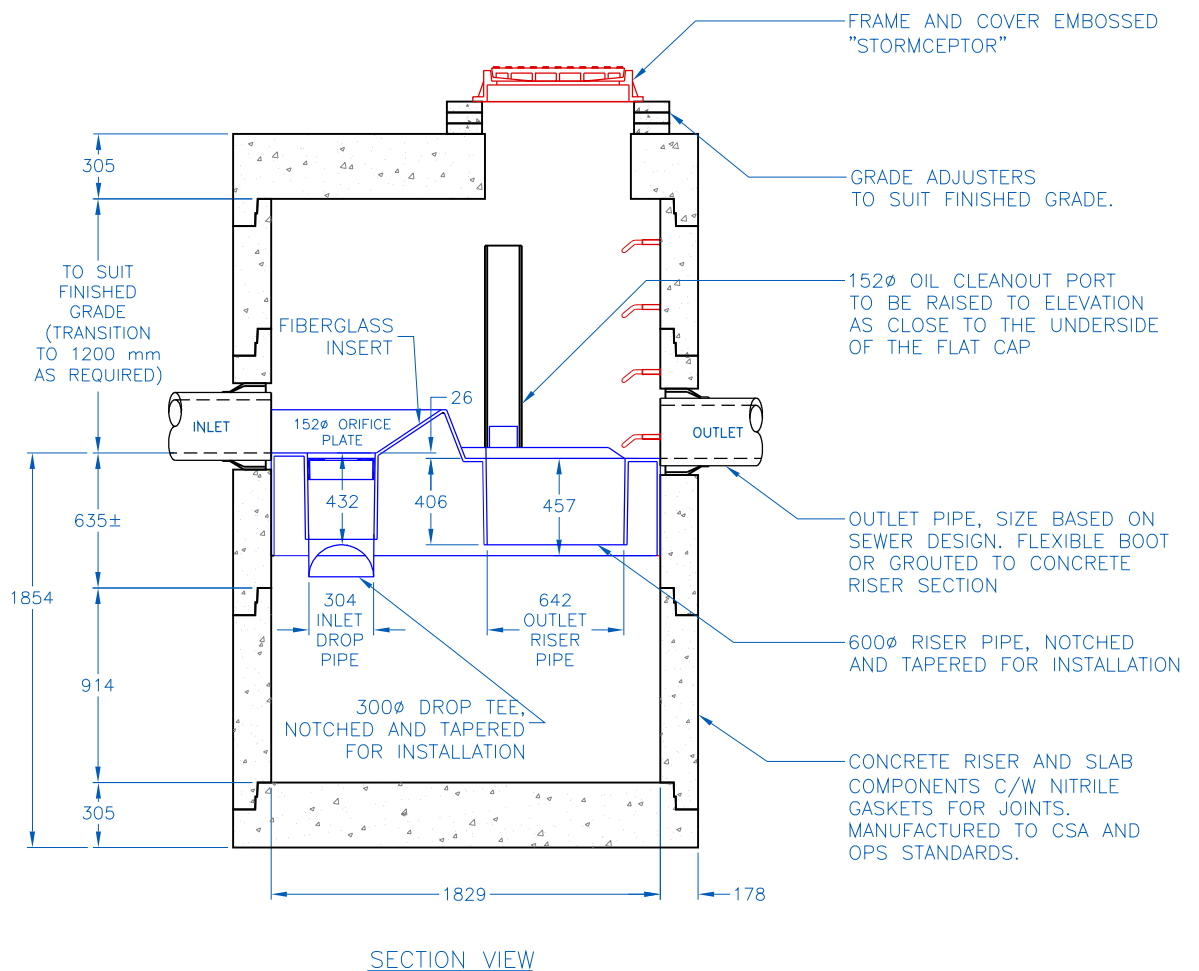 FRAME AND COVER EMBOSSED
"STORMCEPTOR"
305
GRADE ADJUSTERS
TO SUIT FINISHED GRADE.
TO SUIT
FINISHED
GRADE
(TRANSITION
TO 1200 mm
AS REQUIRED)
152ø OIL CLEANOUT PORT
TO BE RAISED TO ELEVATION
AS CLOSE TO THE UNDERSIDE
OF THE FLAT CAP
FIBERGLASS
INSERT
26
INLET
152ø ORIFICE
PLATE
OUTLET
432
406
457
635±
OUTLET PIPE, SIZE BASED ON
SEWER DESIGN. FLEXIBLE BOOT
OR GROUTED TO CONCRETE
RISER SECTION
1854
304
INLET
DROP
PIPE
642
OUTLET
RISER
PIPE
600ø RISER PIPE, NOTCHED
AND TAPERED FOR INSTALLATION
914
300ø DROP TEE,
NOTCHED AND TAPERED
FOR INSTALLATION
CONCRETE RISER AND SLAB
COMPONENTS C/W NITRILE
GASKETS FOR JOINTS.
MANUFACTURED TO CSA AND
OPS STANDARDS.
305
1829
178
SECTION VIEW